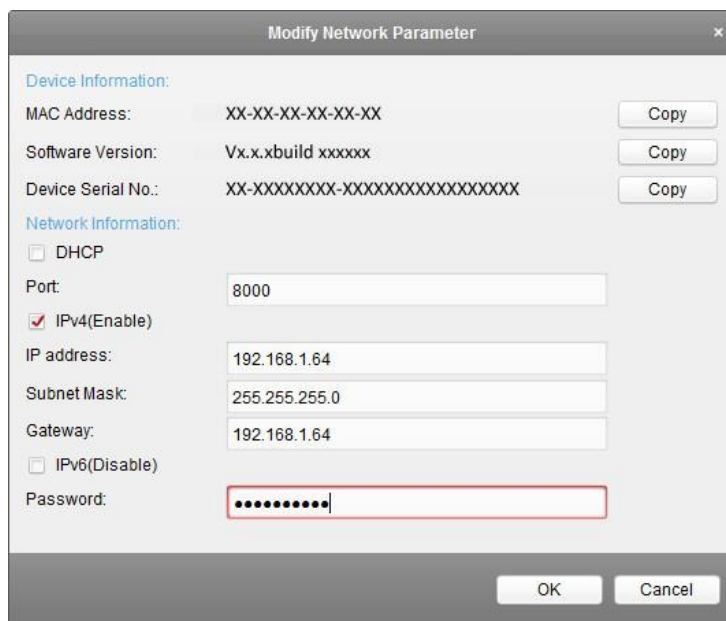 Modify Network Parameter ×
Device Information:
MAC Address: XX-XX-XX-XX-XX-XX Copy
Software Version: Vx.x.xbuild xxxxxx Copy
Device Serial No.: XX-XXXXXXXX-XXXXXXXXXXXXXXXXX Copy
Network Information:
DHCP
Port: 8000
IPv4(Enable)
IP address: 192.168.1.64
Subnet Mask: 255.255.255.0
Gateway: 192.168.1.64
IPv6(Disable)
Password: ●●●●●●●●●●
OK Cancel